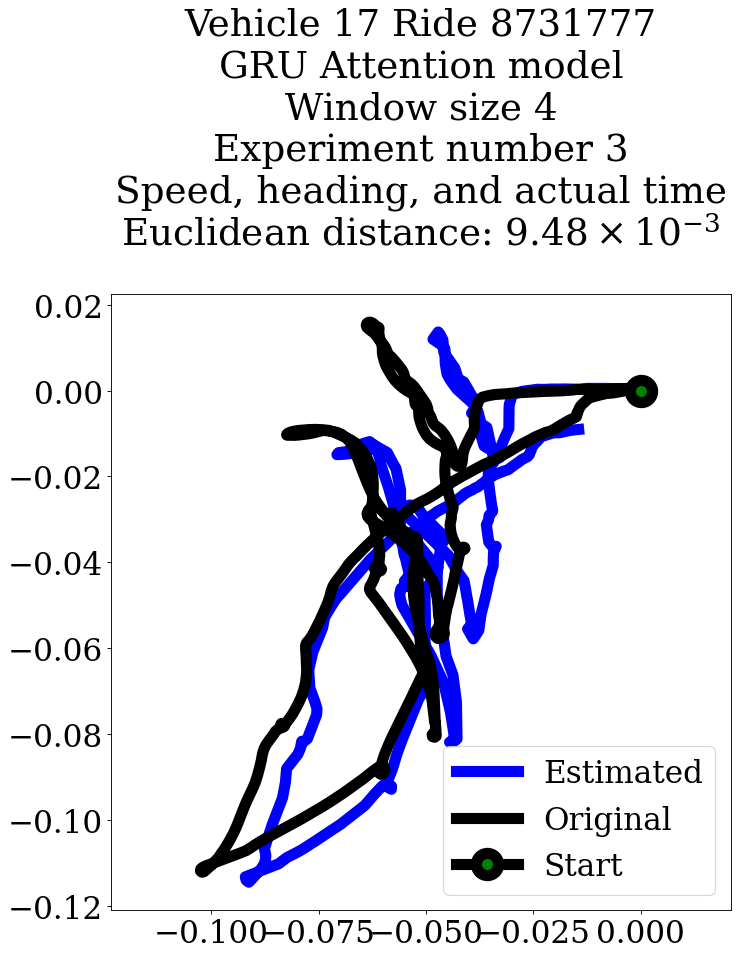 Vehicle 17 Ride 8731777
GRU Attention model
Window size 4
Experiment number 3
Speed, heading, and actual time
Euclidean distance: 9.48 × 10⁻³
0.02
0.00
−0.02
−0.04
−0.06
−0.08
−0.10
−0.12
Estimated
Original
Start
−0.100 −0.075 −0.050 −0.025 0.000